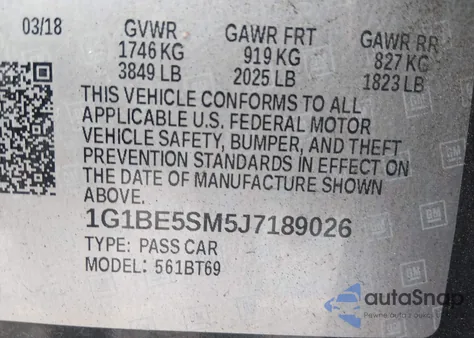 03/18 GVWR GAWR FRT GAWR RR
1746 KG 919 KG 827 KG
3849 LB 2025 LB 1823 LB
THIS VEHICLE CONFORMS TO ALL
APPLICABLE U.S. FEDERAL MOTOR
VEHICLE SAFETY, BUMPER, AND THEFT
PREVENTION STANDARDS IN EFFECT ON
THE DATE OF MANUFACTURE SHOWN
ABOVE.
1G1BE5SM5J7189026
TYPE: PASS CAR
MODEL: 561BT69
autoSnap